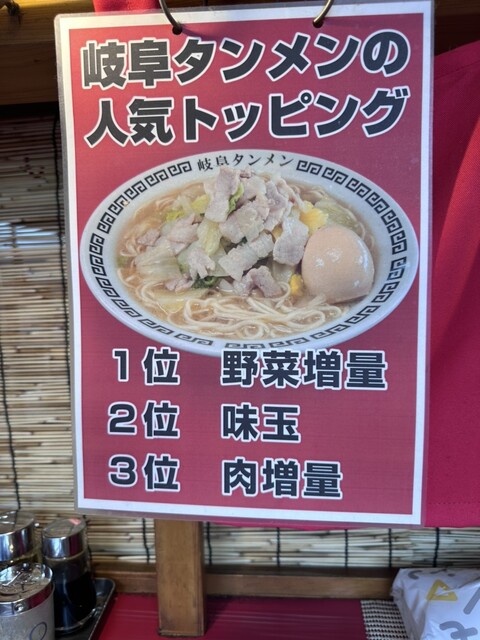 岐阜タンメンの
人気トッピング
岐阜タンメン
1位 野菜増量
2位 味玉
3位 肉増量